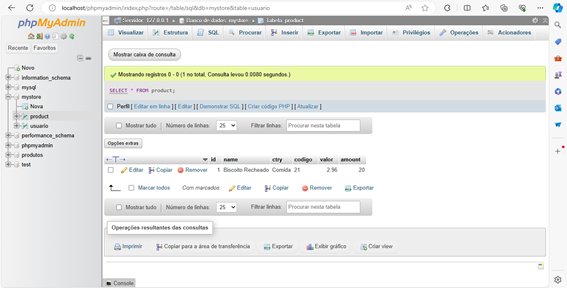 localhost/phpmyadmin/index.php?route=/table/sql&db=mystore&table=usuario
phpMyAdmin
Recente Favoritos
Novo
information_schema
mysql
mystore
Nova
product
usuario
performance_schema
phpmyadmin
produtos
test
Servidor: 127.0.0.1 » Banco de dados: mystore » Tabela: product
Visualizar Estrutura SQL Procurar Inserir Exportar Importar Privilégios Operações Acionadores
Mostrar caixa de consulta
Mostrando registros 0 - 0 (1 no total, Consulta levou 0.0080 segundos.)
SELECT * FROM product;
Perfil [ Editar em linha ] [ Editar ] [ Demonstrar SQL ] [ Criar código PHP ] [ Atualizar ]
Mostrar tudo Número de linhas: 25 Filtrar linhas: Procurar nesta tabela
Opções extras
id name ctry codigo valor amount
Editar Copiar Remover 1 Biscoito Recheado Comida 21 2.96 20
Marcar todos Com marcados: Editar Copiar Remover Exportar
Mostrar tudo Número de linhas: 25 Filtrar linhas: Procurar nesta tabela
Operações resultantes das consultas
Imprimir Copiar para a área de transferência Exportar Exibir gráfico Criar view
Console